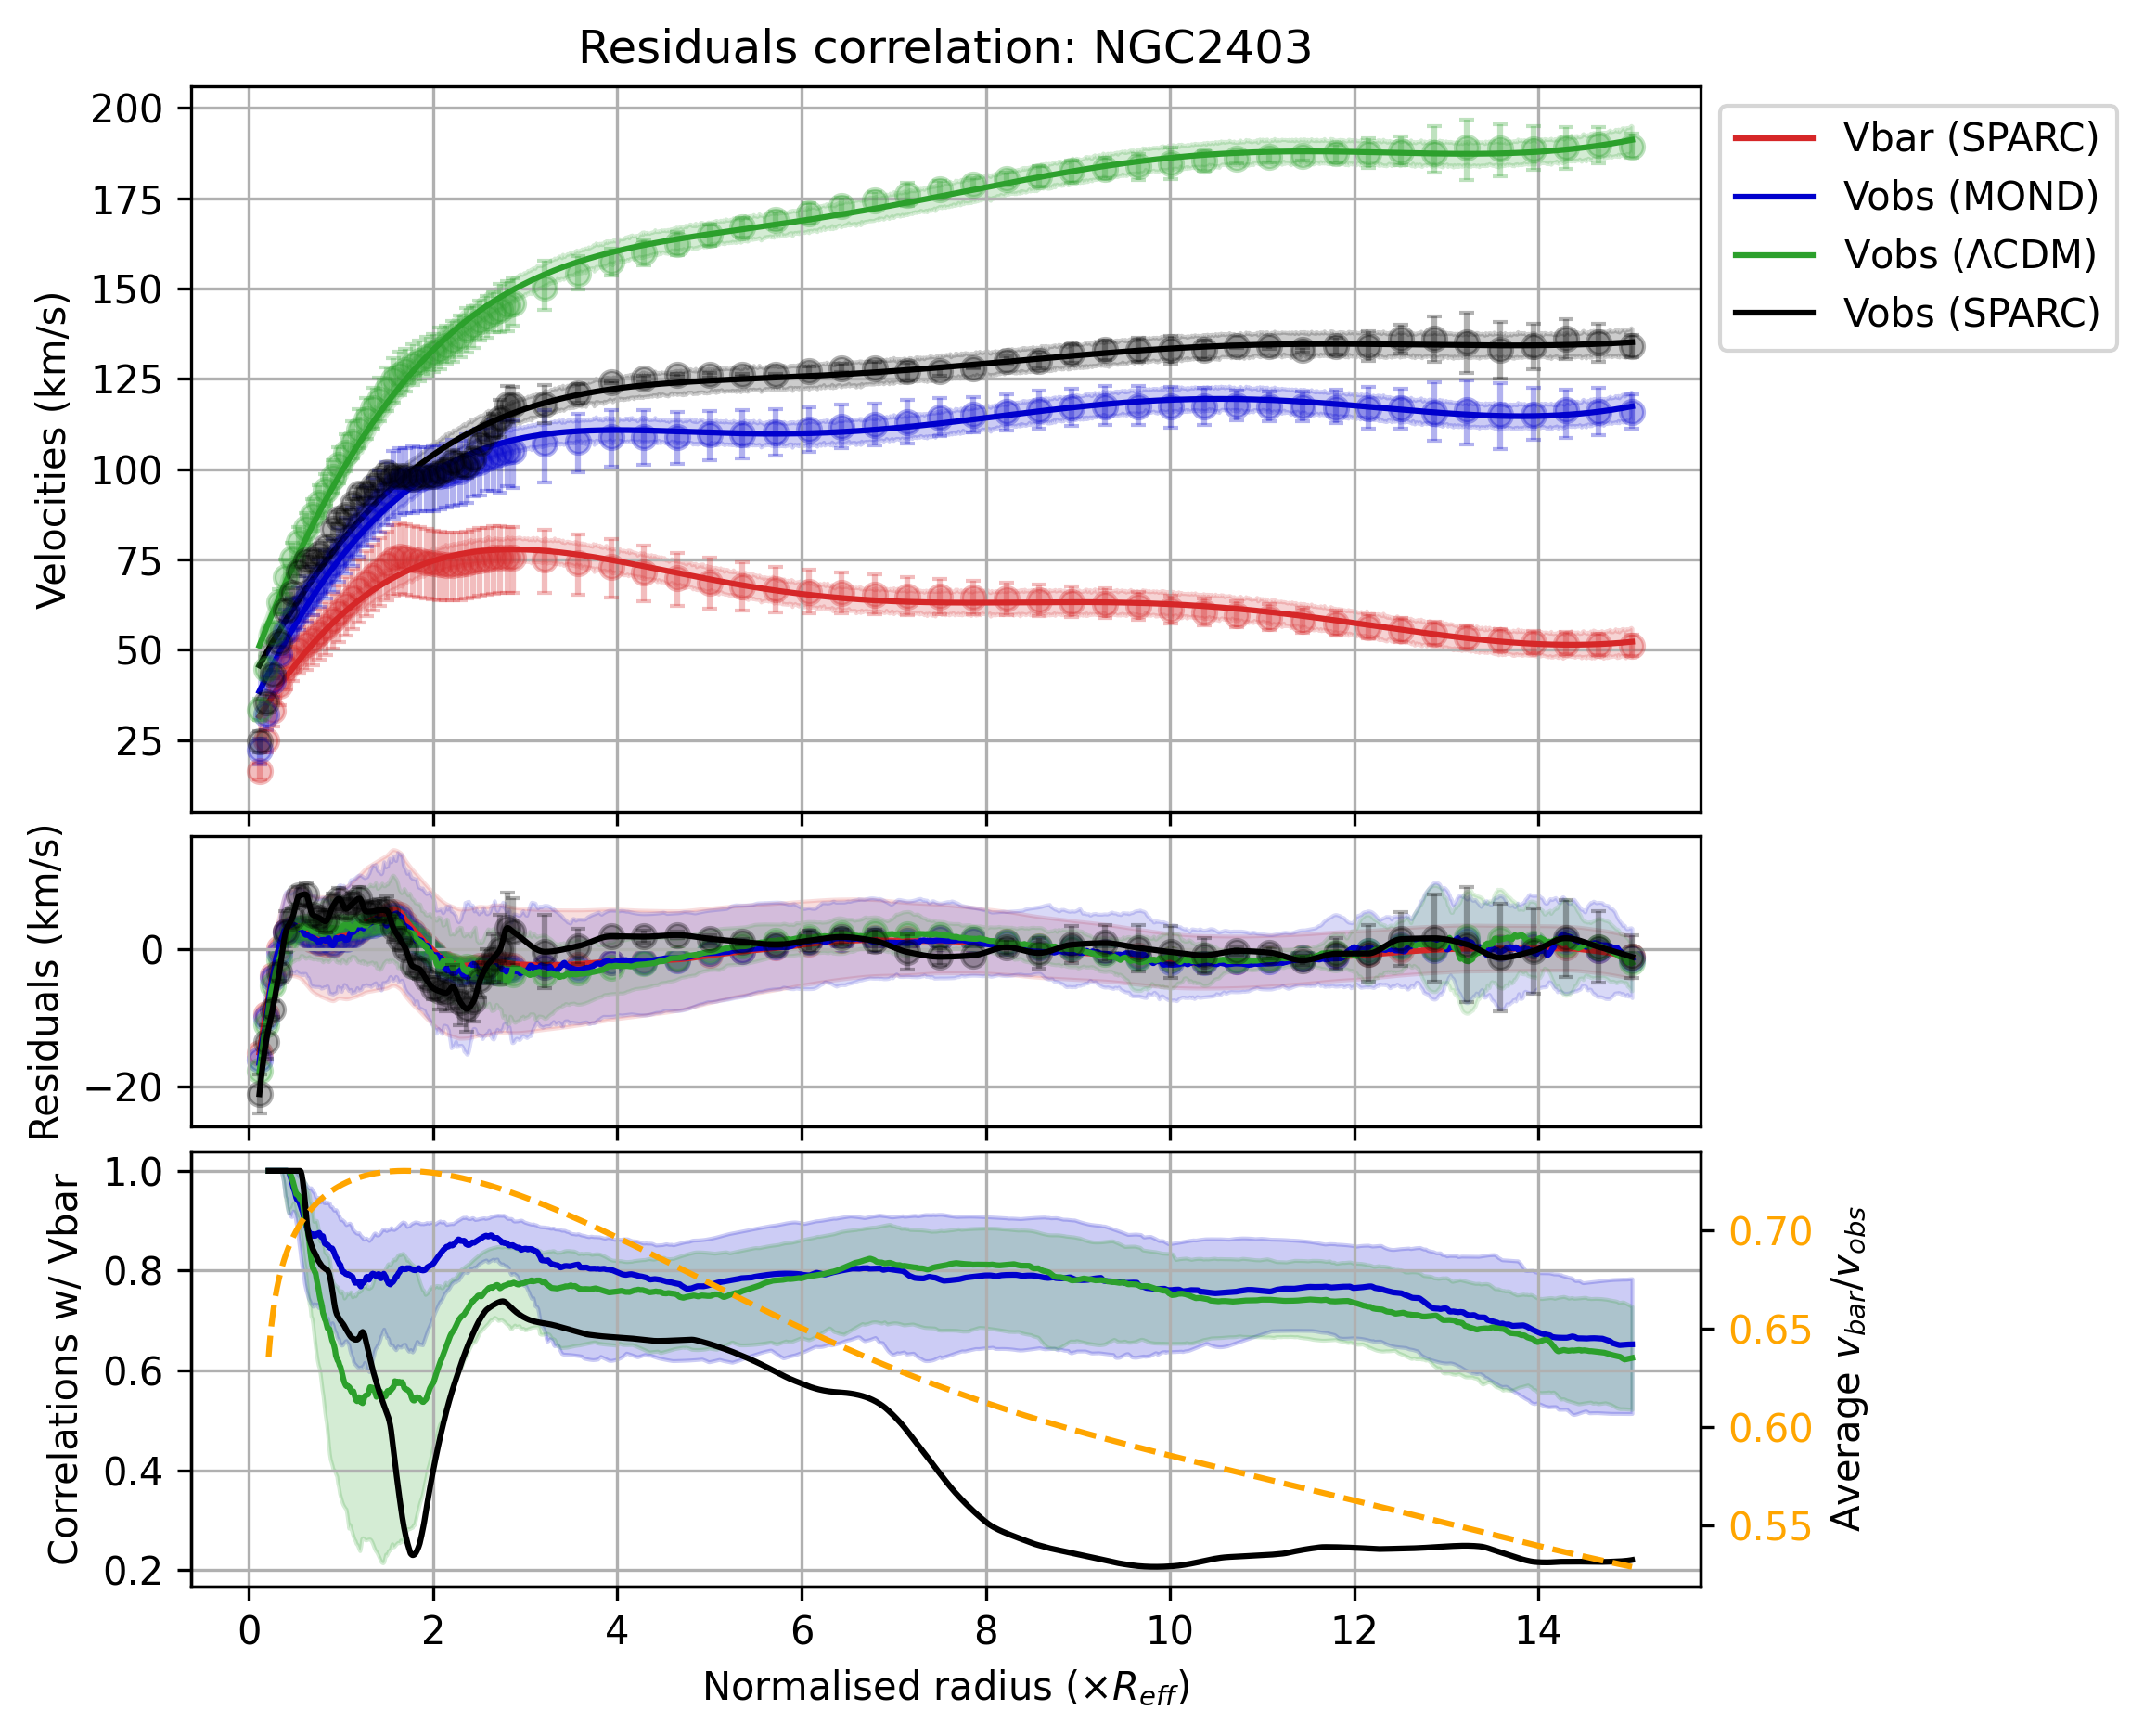 Residuals correlation: NGC2403
Velocities (km/s)
200
175
150
125
100
75
50
25
Vbar (SPARC)
Vobs (MOND)
Vobs (ΛCDM)
Vobs (SPARC)
Residuals (km/s)
0
−20
Correlations w/ Vbar
1.0
0.8
0.6
0.4
0.2
0.70
0.65
0.60
0.55
Average v_bar/v_obs
0 2 4 6 8 10 12 14
Normalised radius (×R_eff)